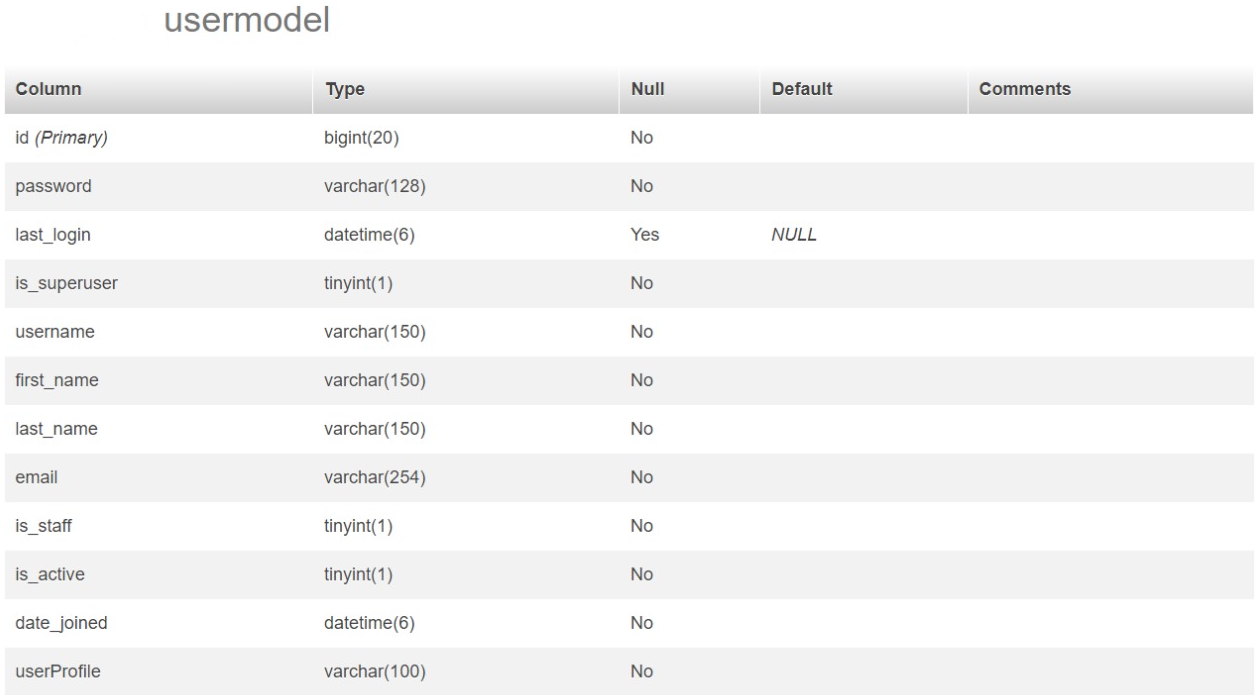 usermodel
Column Type Null Default Comments
id (Primary) bigint(20) No
password varchar(128) No
last_login datetime(6) Yes NULL
is_superuser tinyint(1) No
username varchar(150) No
first_name varchar(150) No
last_name varchar(150) No
email varchar(254) No
is_staff tinyint(1) No
is_active tinyint(1) No
date_joined datetime(6) No
userProfile varchar(100) No